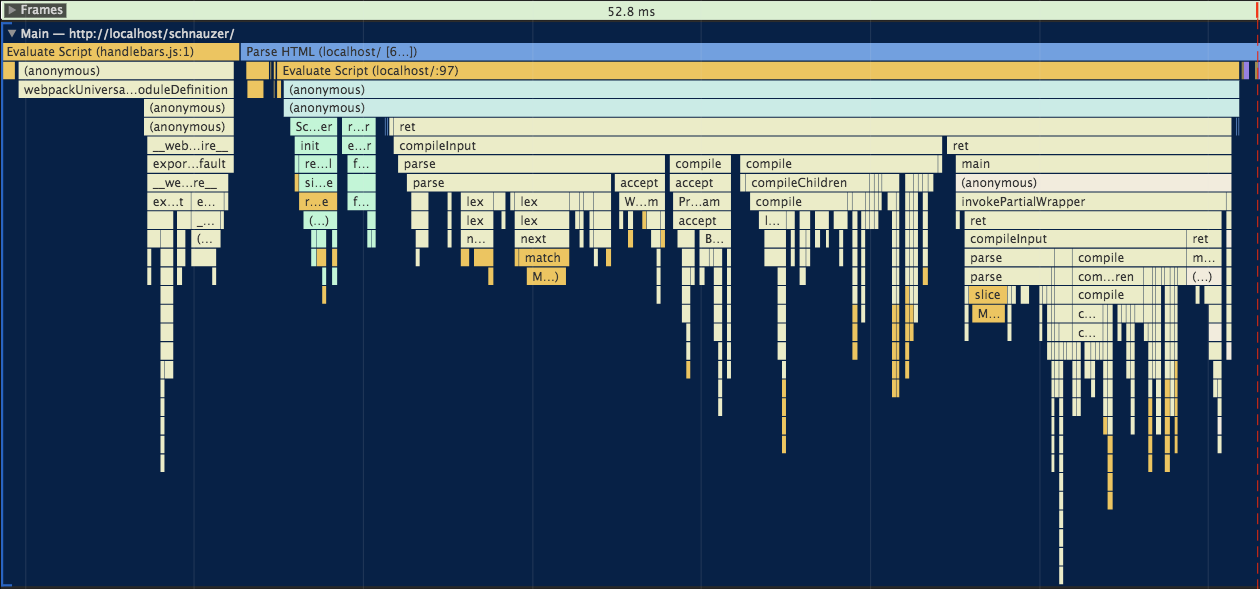 Frames
52.8 ms
Main — http://localhost/schnauzer/
Evaluate Script (handlebars.js:1) Parse HTML (localhost/ [6...])
(anonymous) Evaluate Script (localhost/:97)
webpackUniversa...oduleDefinition (anonymous)
(anonymous) (anonymous)
(anonymous) Sc...er r...r ret
__web...ire__ init e...r compileInput ret
expor...fault re...l f... parse compile compile main
__we...re__ si...e parse accept accept compileChildren (anonymous)
ex...t e... r...e f... lex lex W...m Pr...am compile invokePartialWrapper
_... (...) lex lex accept l... ret
(... n... next B... compileInput ret
match parse compile m...
M...) parse com...ren (...)
slice compile
M... c...
c...